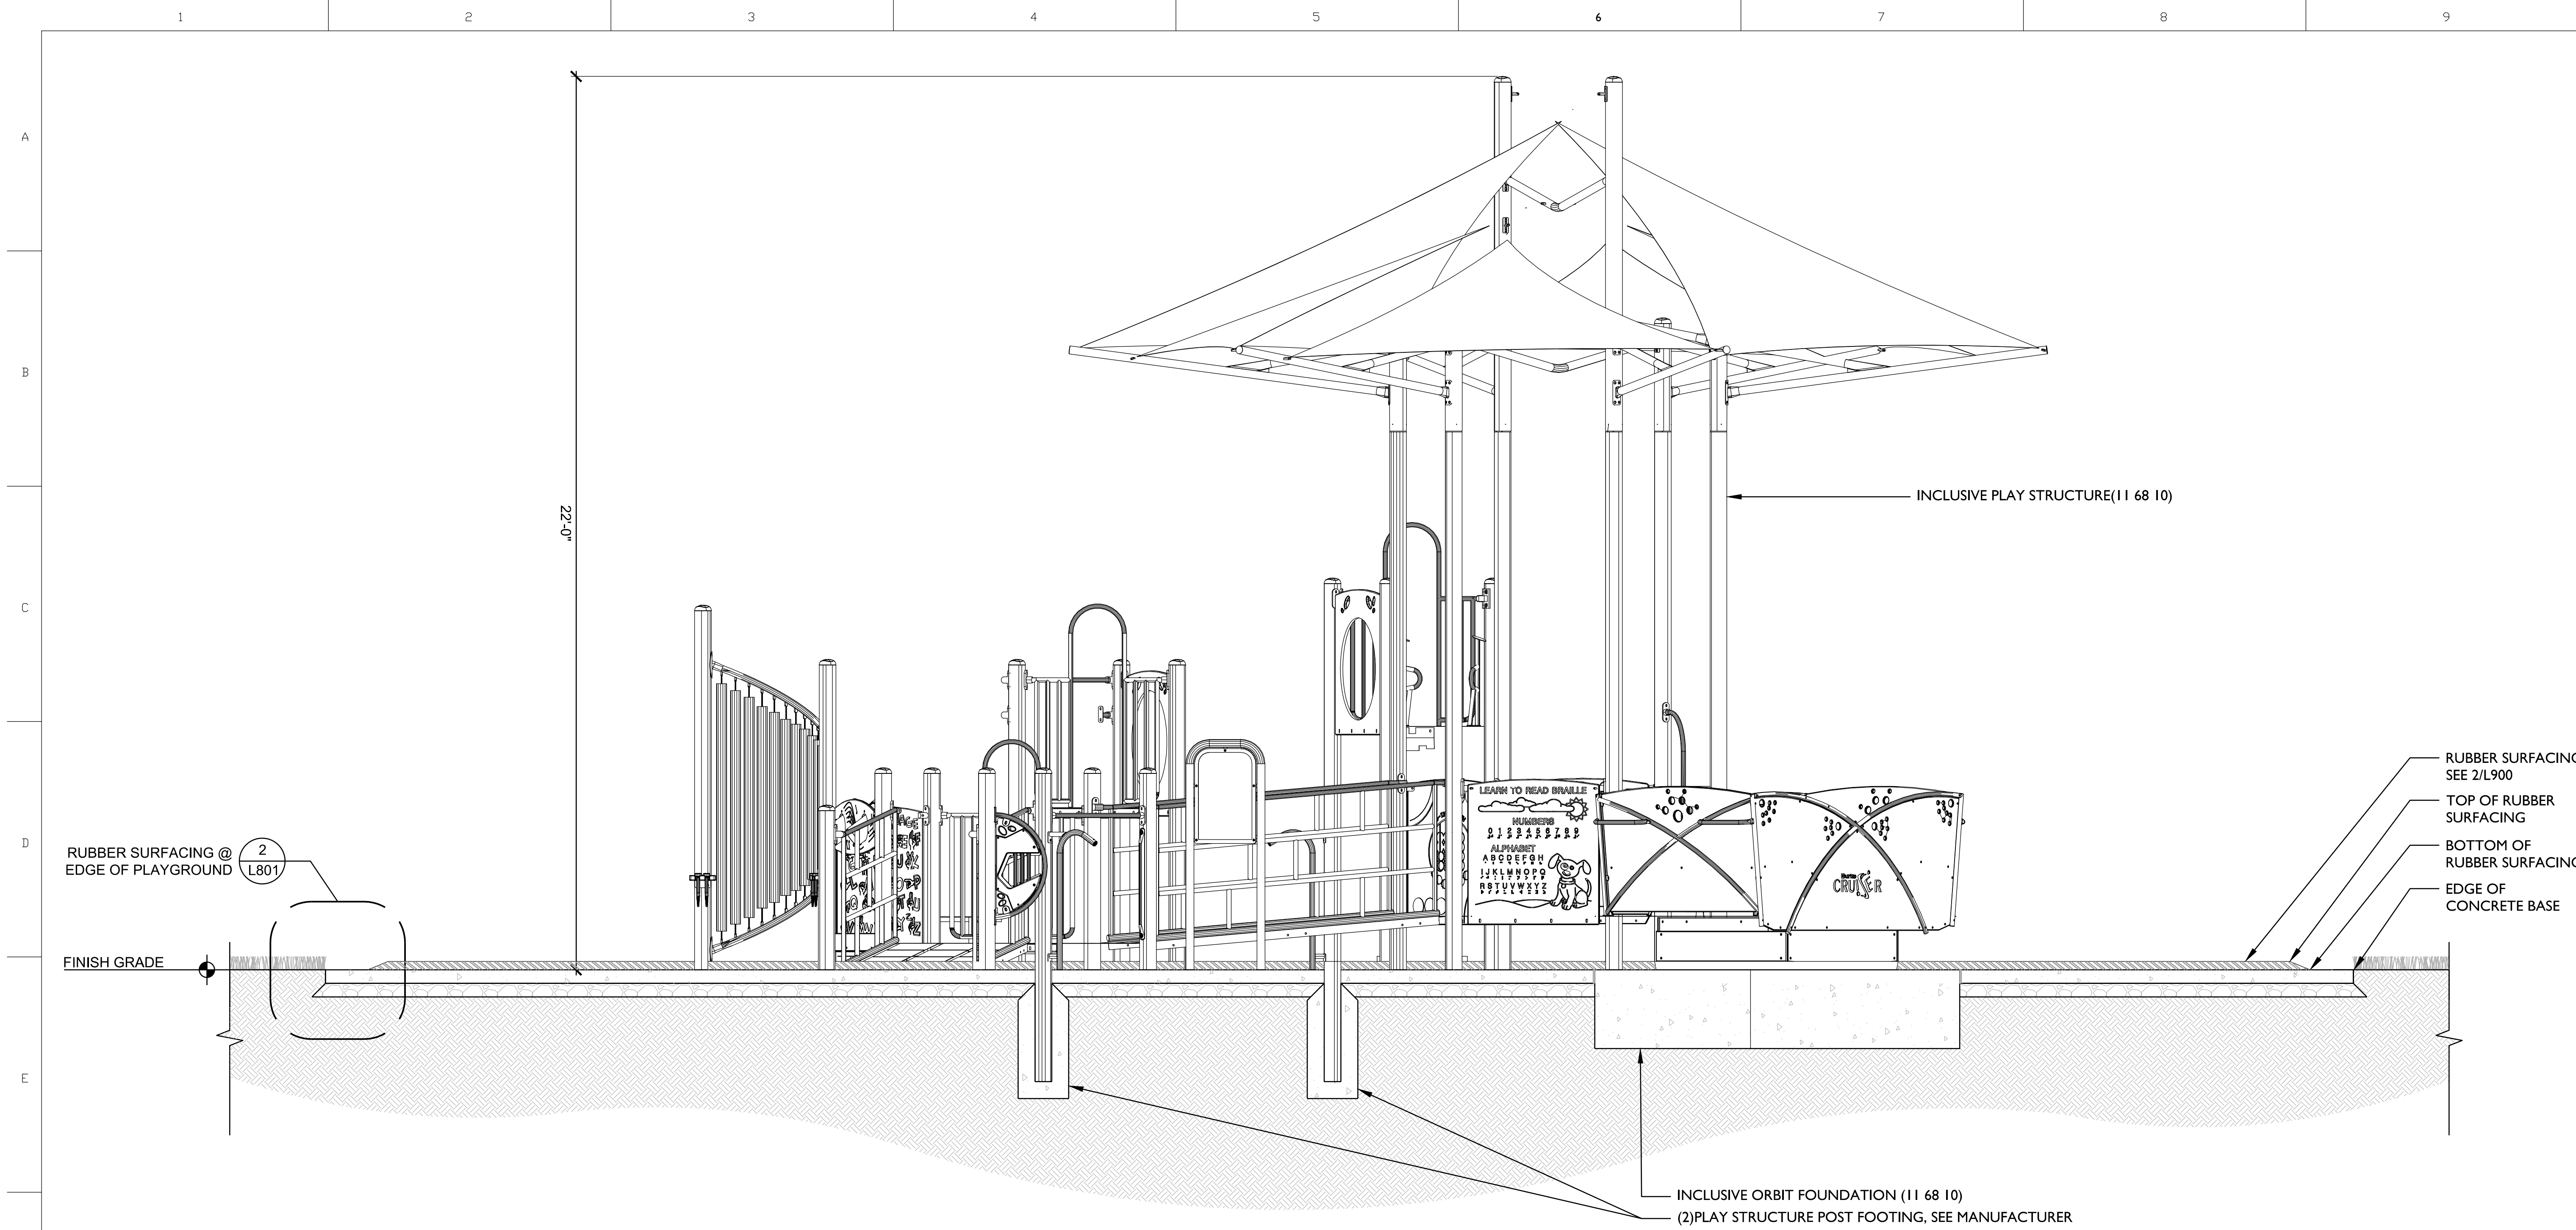 1 2 3 4 5 6 7 8 9
A
B
C
D
E
22'-0"
INCLUSIVE PLAY STRUCTURE(11 68 10)
RUBBER SURFACING
SEE 2/L900
TOP OF RUBBER
SURFACING
BOTTOM OF
RUBBER SURFACING
EDGE OF
CONCRETE BASE
RUBBER SURFACING @
EDGE OF PLAYGROUND
2
L801
FINISH GRADE
LEARN TO READ BRAILLE
NUMBERS
0 1 2 3 4 5 6 7 8 9
ALPHABET
A B C D E F G H
I J K L M N O P Q
R S T U V W X Y Z
Burke
CRUISER
INCLUSIVE ORBIT FOUNDATION (11 68 10)
(2)PLAY STRUCTURE POST FOOTING, SEE MANUFACTURER